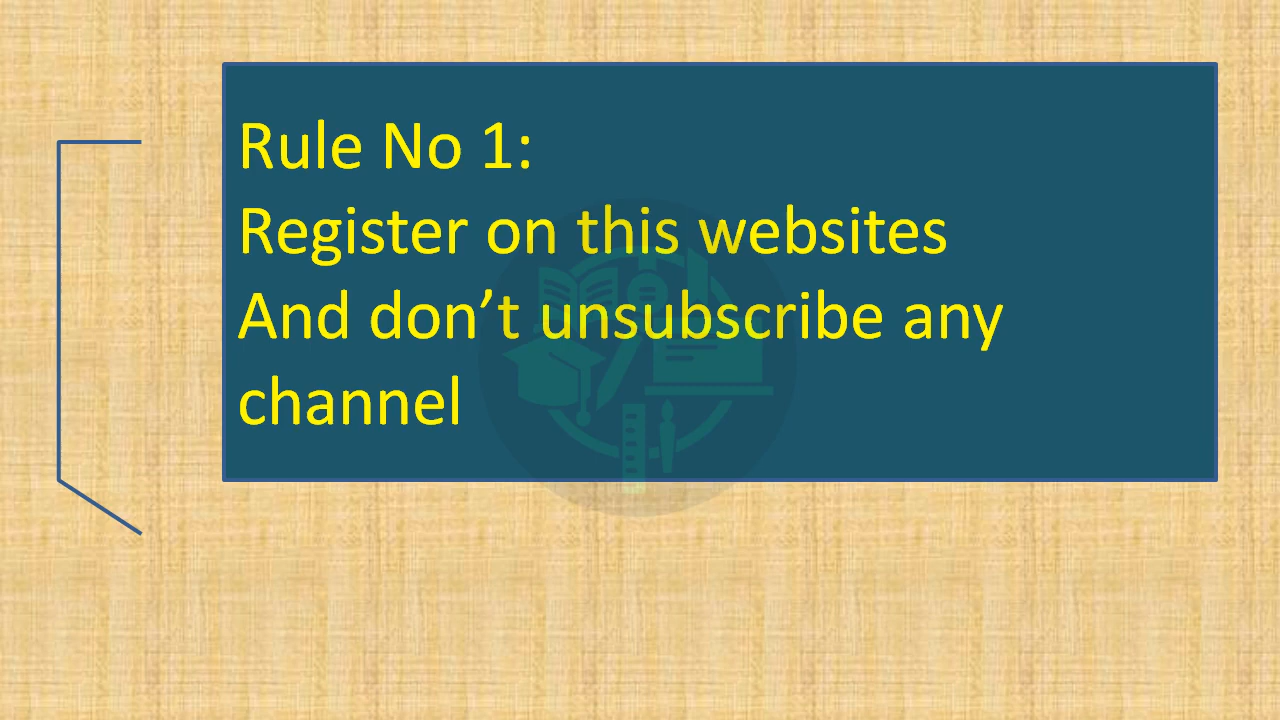 Rule No 1:
Register on this websites
And don’t unsubscribe any
channel